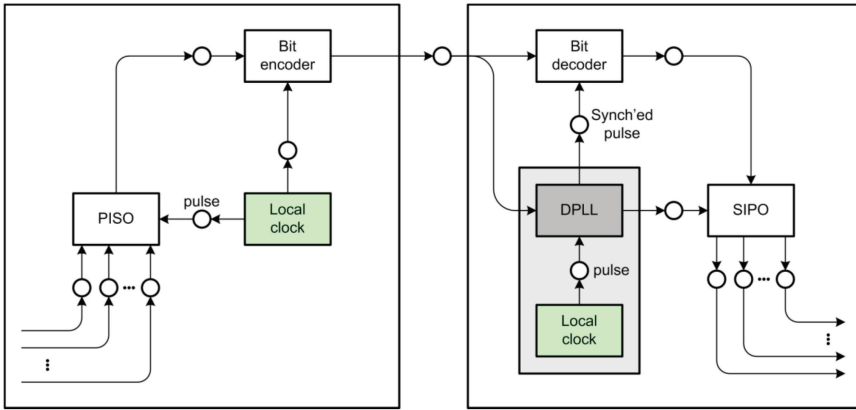 Bit
encoder
PISO
pulse
Local
clock
Bit
decoder
Synch'ed
pulse
DPLL
SIPO
pulse
Local
clock